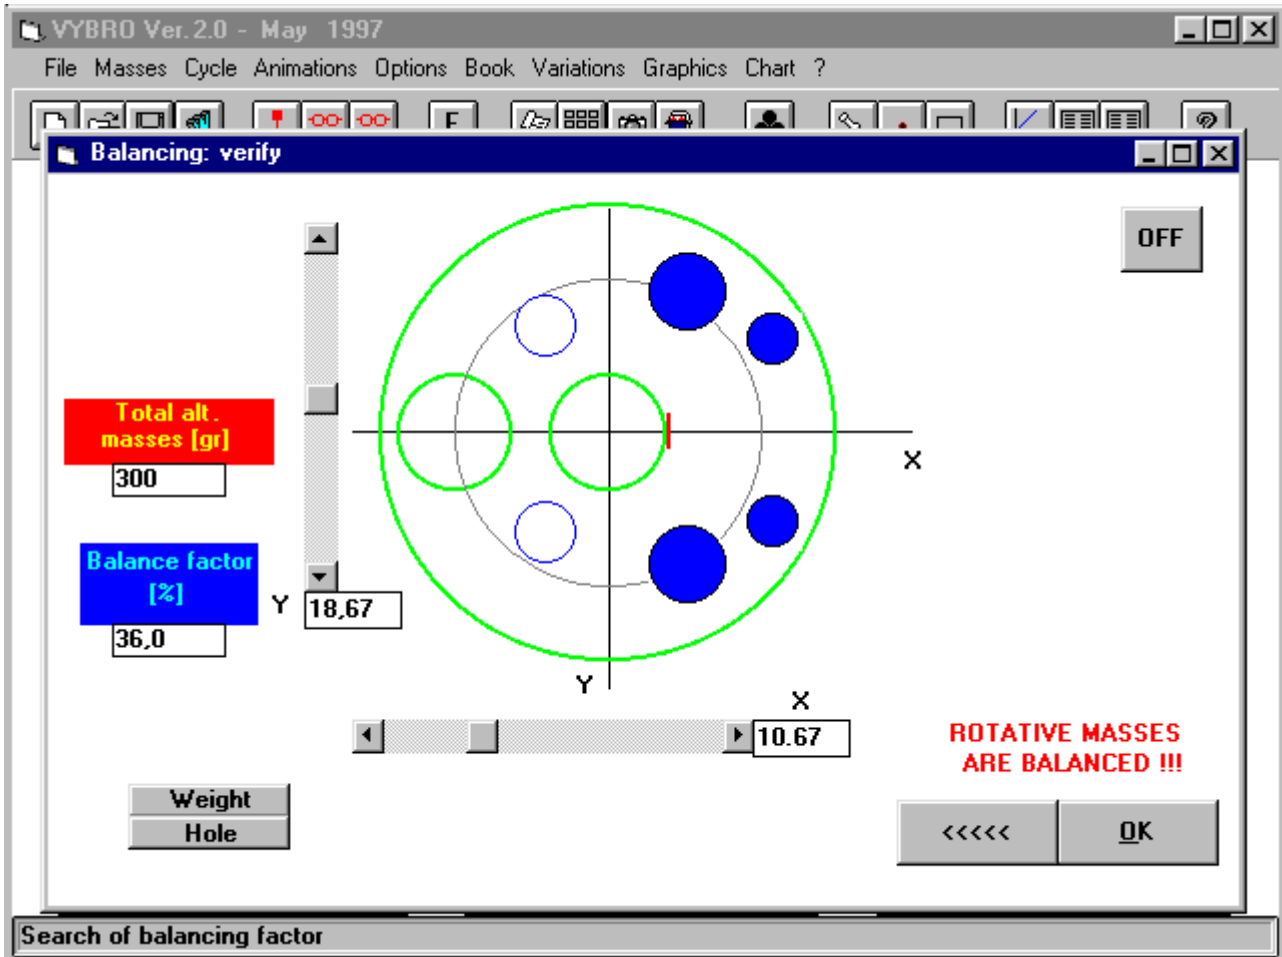 VYBRO Ver.2.0 - May 1997
File Masses Cycle Animations Options Book Variations Graphics Chart ?
F
Balancing: verify
OFF
Total alt.
masses [gr]
300
X
Balance factor
[%]
36,0
Y 18,67
Y
X
10.67
ROTATIVE MASSES
ARE BALANCED !!!
Weight
Hole
<<<<<
OK
Search of balancing factor